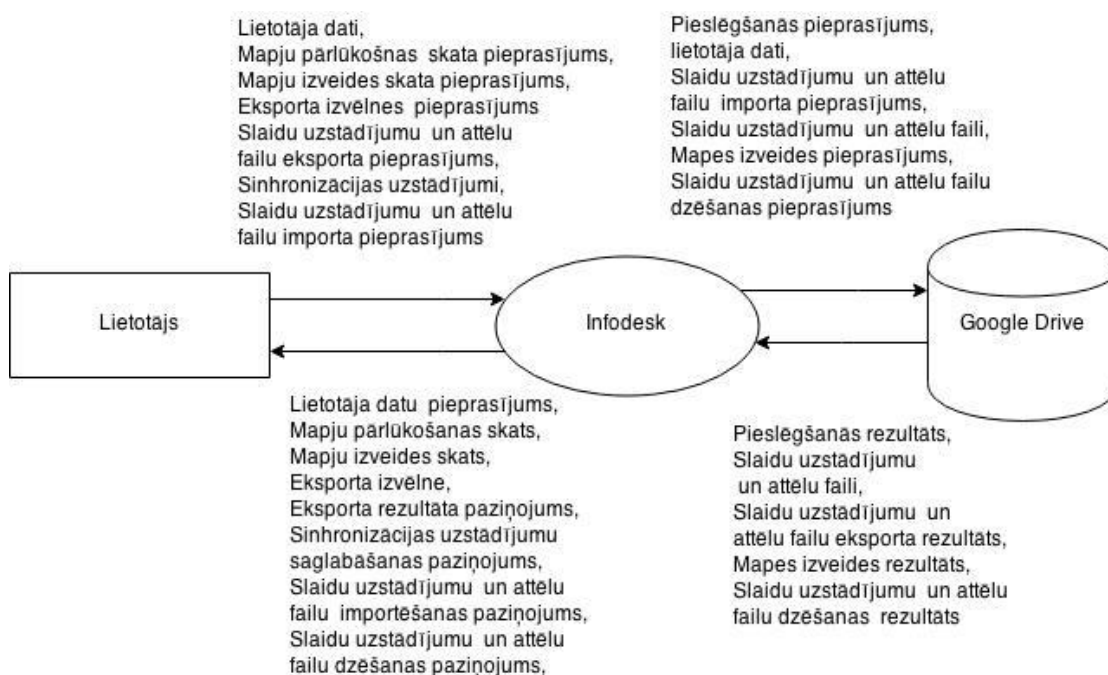 Lietotāja dati,
Mapju pārlūkošnas skata pieprasījums,
Mapju izveides skata pieprasījums,
Eksporta izvēlnes pieprasījums
Slaidu uzstādījumu un attēlu
failu eksporta pieprasījums,
Sinhronizācijas uzstādījumi,
Slaidu uzstādījumu un attēlu
failu importa pieprasījums
Pieslēgšanās pieprasījums,
lietotāja dati,
Slaidu uzstādījumu un attēlu
failu importa pieprasījums,
Slaidu uzstādījumu un attēlu faili,
Mapes izveides pieprasījums,
Slaidu uzstādījumu un attēlu failu
dzēšanas pieprasījums
Lietotājs
Infodesk
Google Drive
Lietotāja datu pieprasījums,
Mapju pārlūkošanas skats,
Mapju izveides skats,
Eksporta izvēlne,
Eksporta rezultāta paziņojums,
Sinhronizācijas uzstādījumu
saglabāšanas paziņojums,
Slaidu uzstādījumu un attēlu
failu importēšanas paziņojums,
Slaidu uzstādījumu un attēlu
failu dzēšanas paziņojums,
Pieslēgšanās rezultāts,
Slaidu uzstādījumu
un attēlu faili,
Slaidu uzstādījumu un
attēlu failu eksporta rezultāts,
Mapes izveides rezultāts,
Slaidu uzstādījumu un attēlu
failu dzēšanas rezultāts